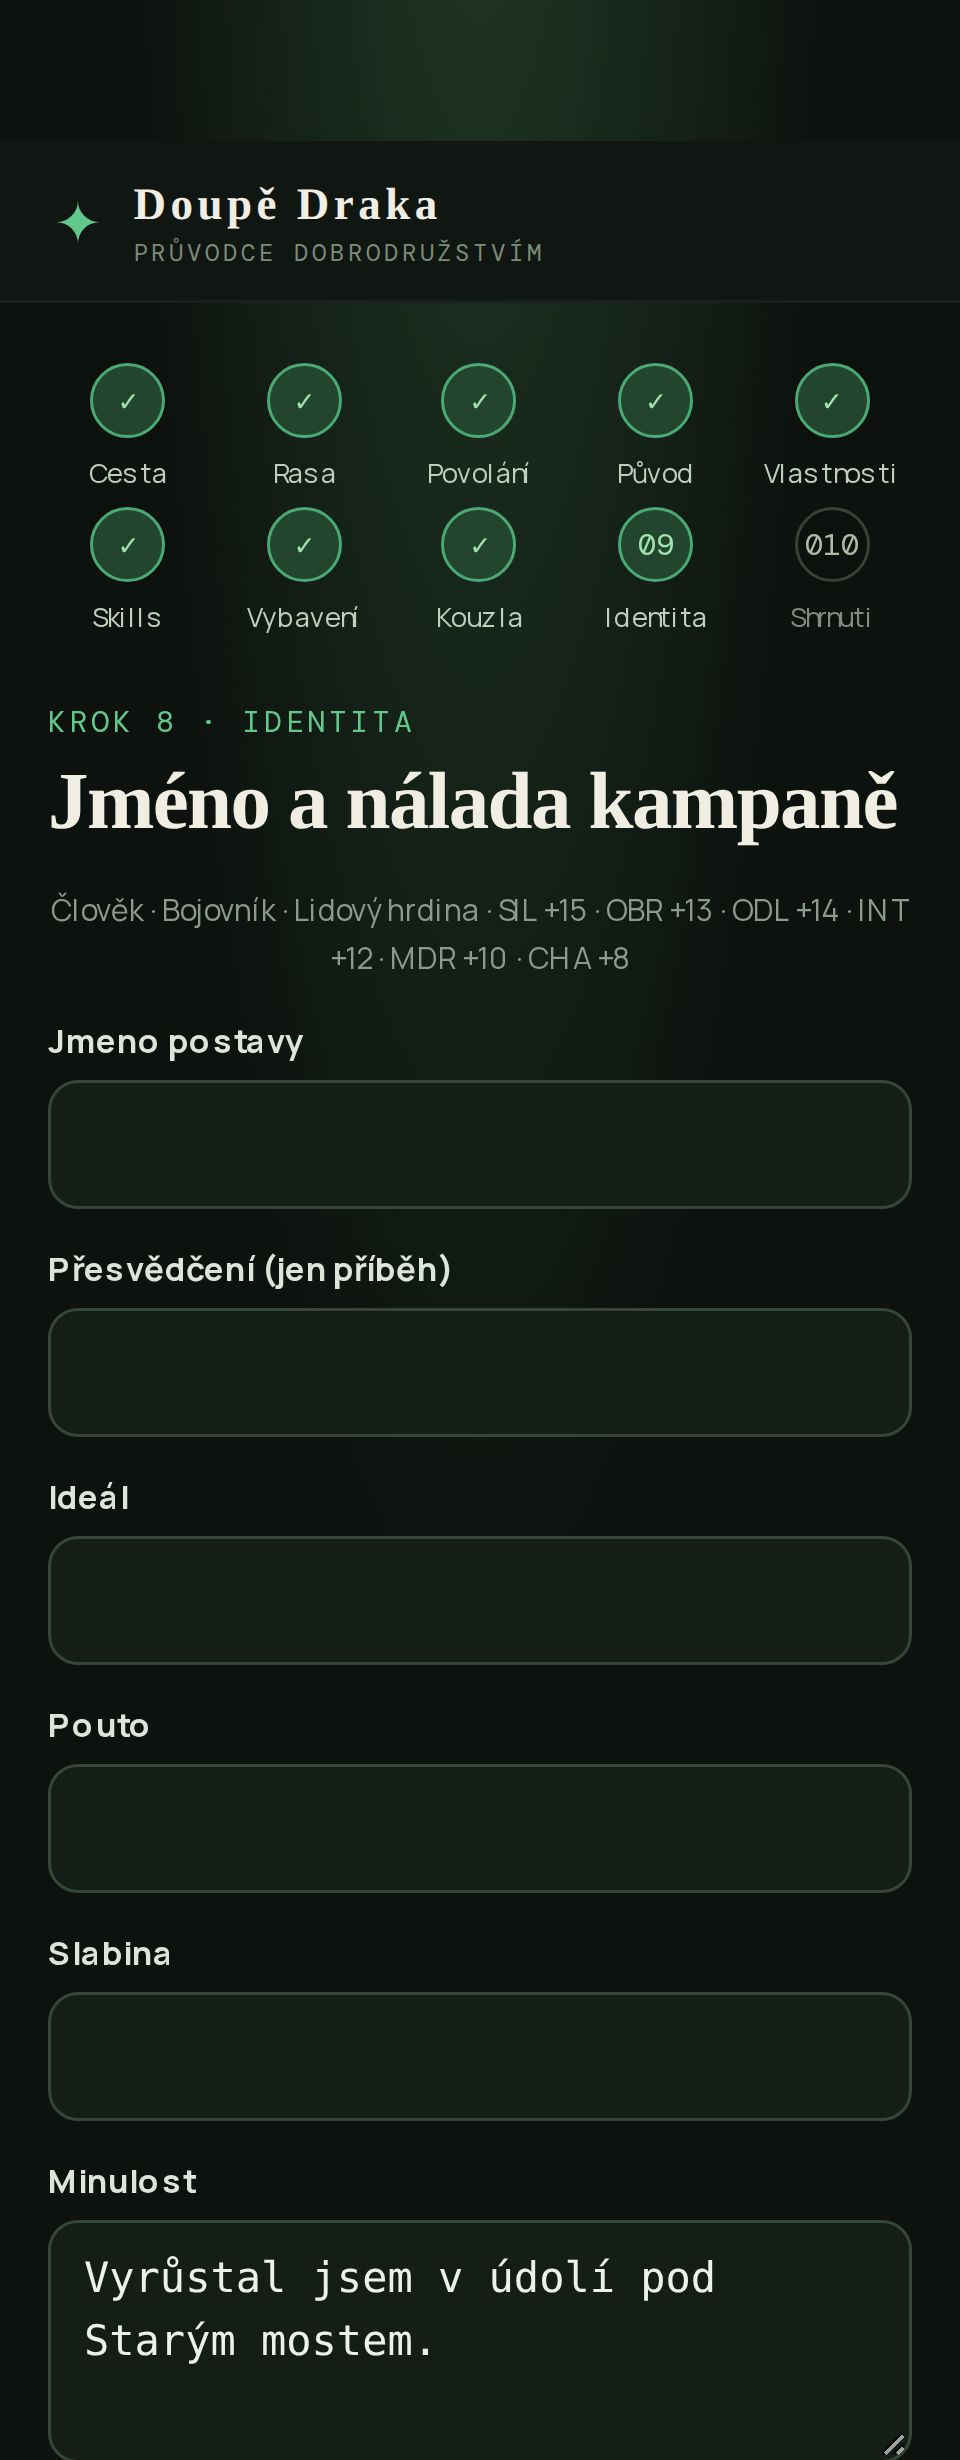 Doupě Draka
PRŮVODCE DOBRODRUŽSTVÍM
✓ ✓ ✓ ✓ ✓
Cesta Rasa Povolání Původ Vlastnosti
✓ ✓ ✓ 09 010
Skills Vybavení Kouzla Identita Shrnuti
KROK 8 · IDENTITA
Jméno a nálada kampaně
Člověk · Bojovník · Lidový hrdina · SIL +15 · OBR +13 · ODL +14 · INT
+12 · MDR +10 · CHA +8
Jmeno postavy
Přesvědčení (jen příběh)
Ideál
Pouto
Slabina
Minulost
Vyrůstal jsem v údolí pod
Starým mostem.